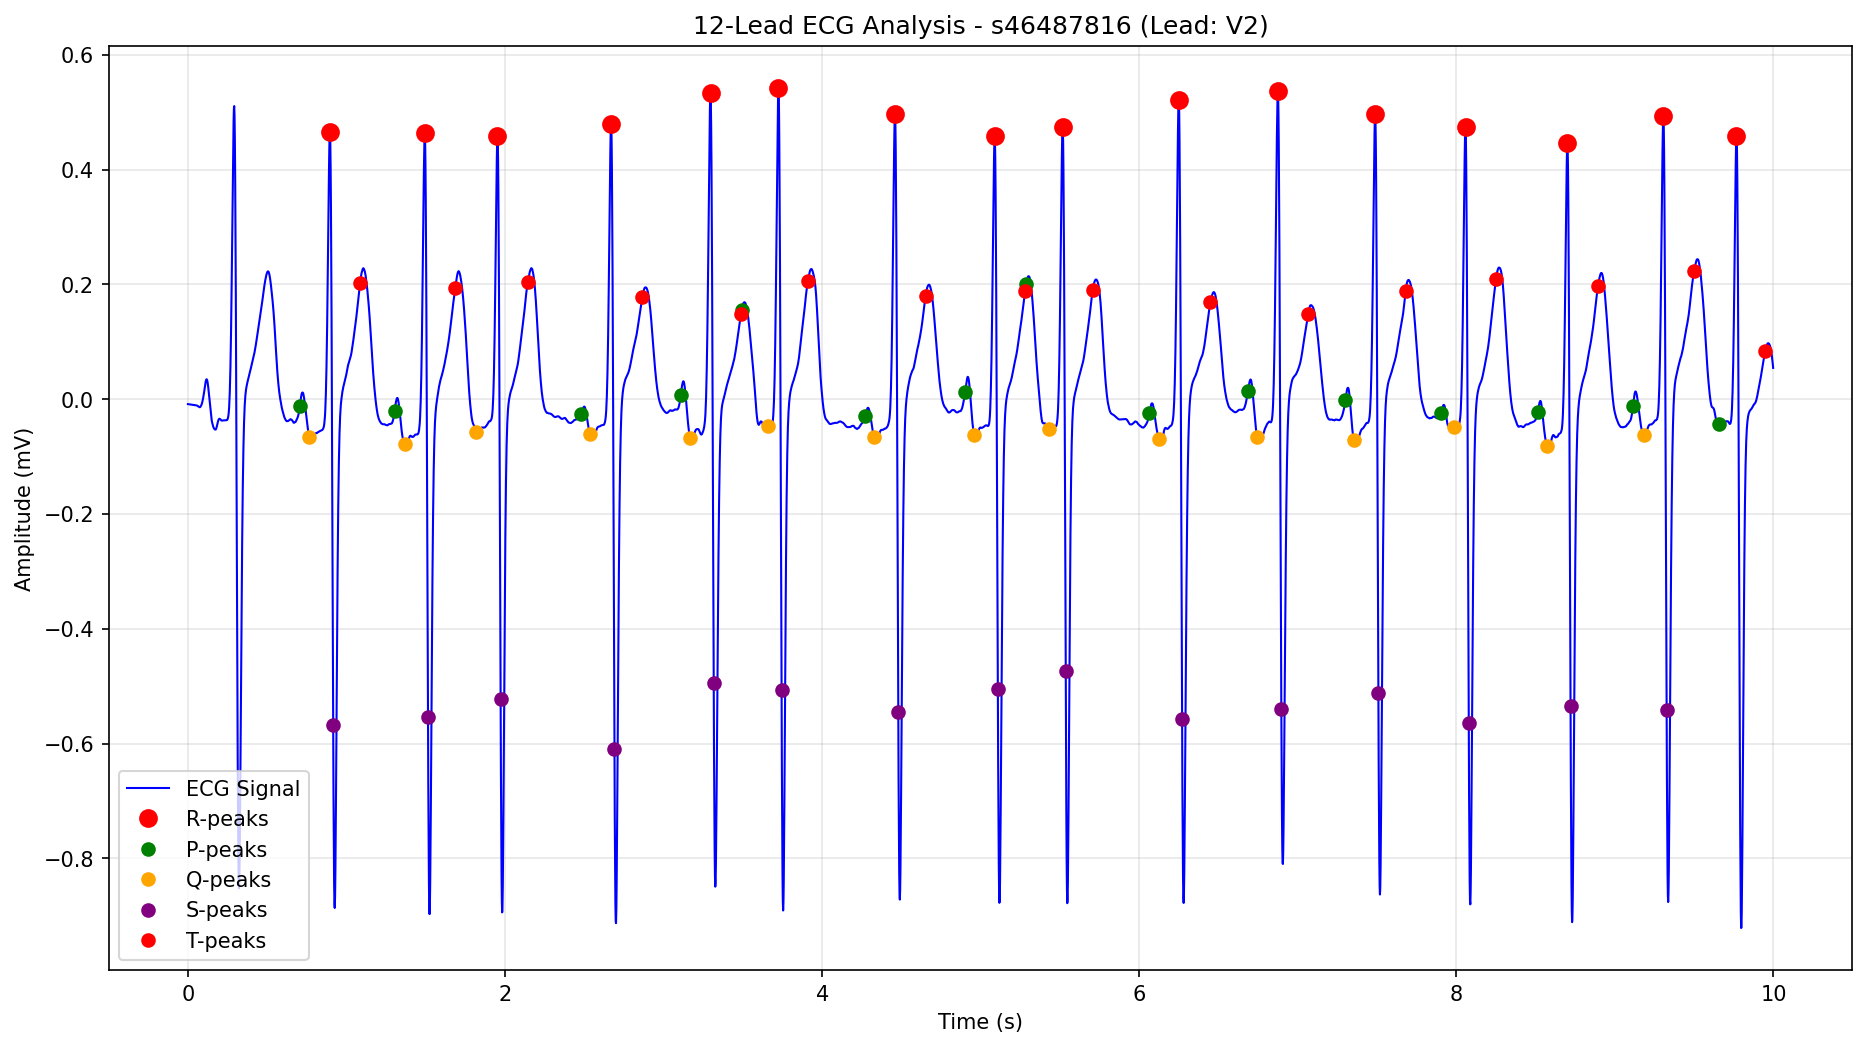 12-Lead ECG Analysis - s46487816 (Lead: V2)
0.6
0.4
0.2
0.0
−0.2
−0.4
−0.6
−0.8
Amplitude (mV)
ECG Signal
R-peaks
P-peaks
Q-peaks
S-peaks
T-peaks
0 2 4 6 8 10
Time (s)